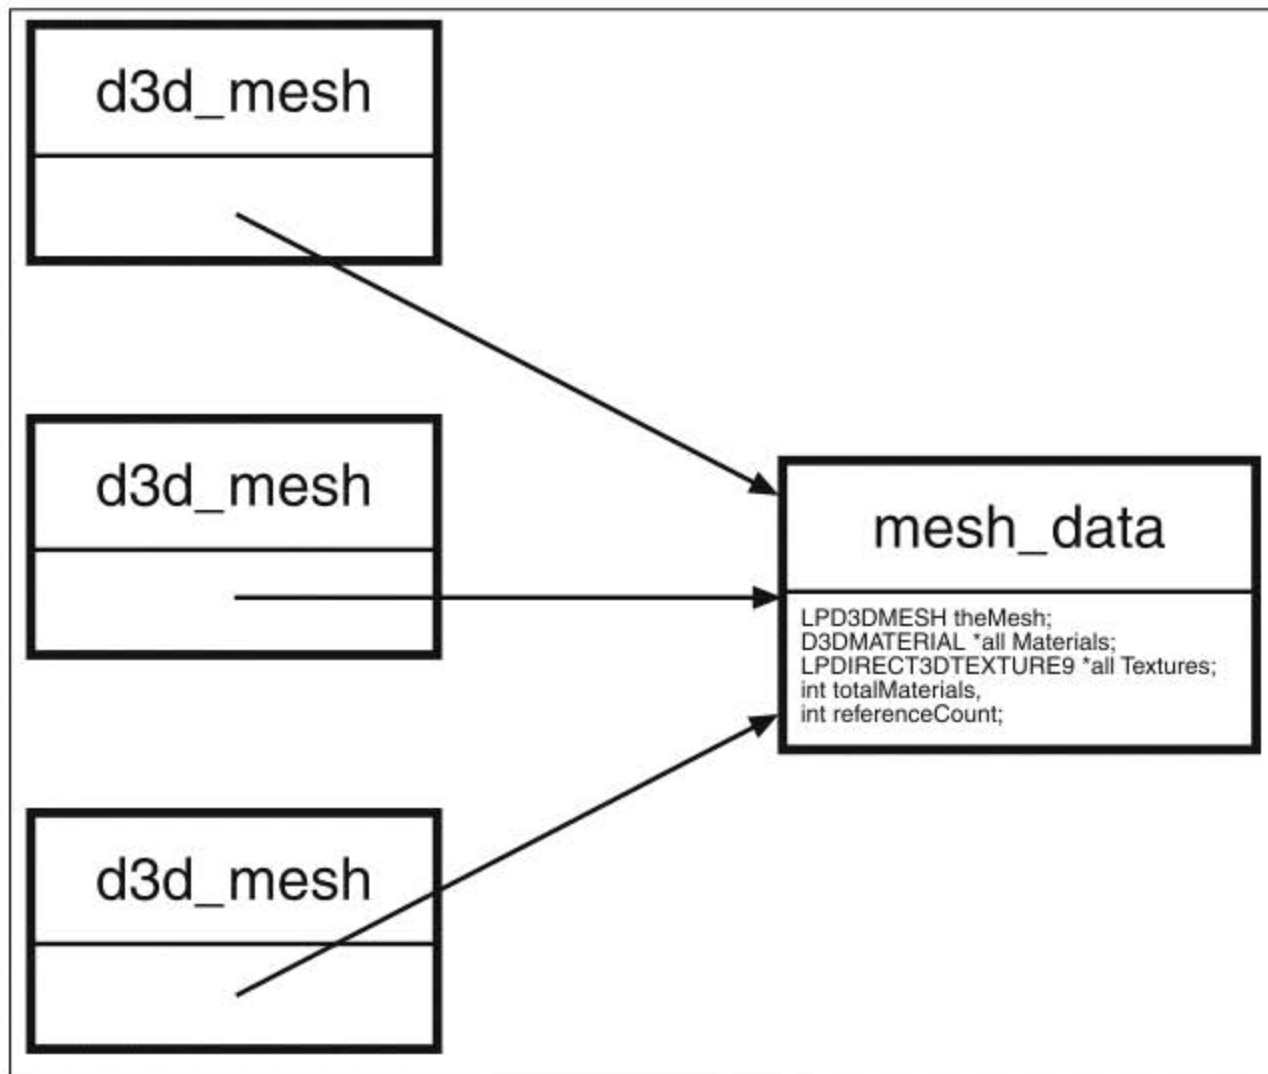 d3d_mesh
d3d_mesh
mesh_data
LPD3DMESH theMesh;
D3DMATERIAL *all Materials;
LPDIRECT3DTEXTURE9 *all Textures;
int totalMaterials,
int referenceCount;
d3d_mesh